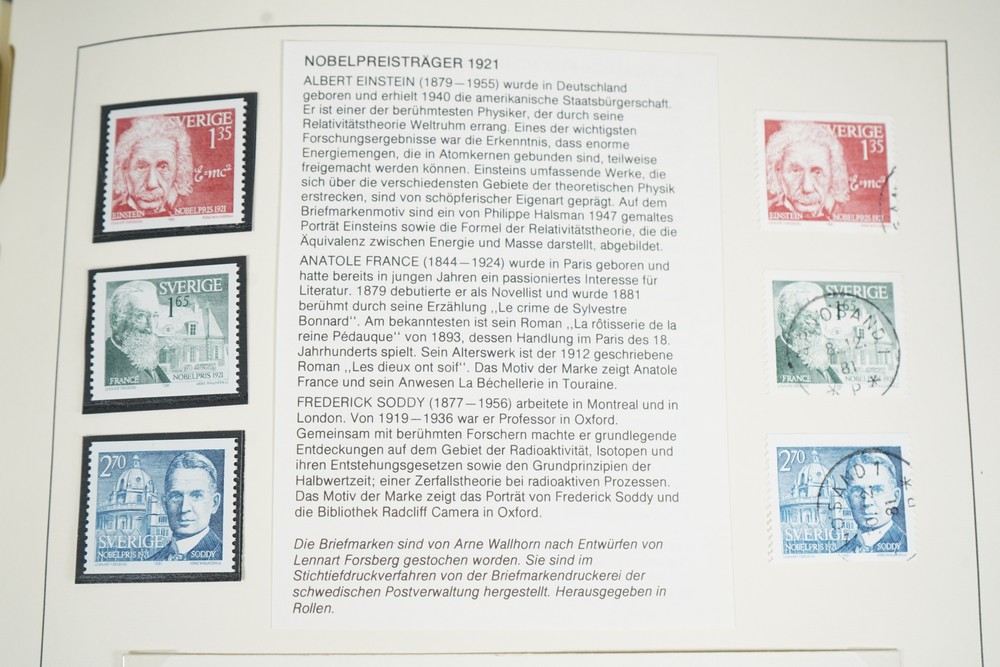 SVERIGE
1.35
E=mc²
EINSTEIN NOBELPRIS 1921
SVERIGE
1.65
FRANCE NOBELPRIS 1921
2.70
SVERIGE
NOBELPRIS 1921 SODDY
NOBELPREISTRÄGER 1921
ALBERT EINSTEIN (1879—1955) wurde in Deutschland
geboren und erhielt 1940 die amerikanische Staatsbürgerschaft.
Er ist einer der berühmtesten Physiker, der durch seine
Relativitätstheorie Weltruhm errang. Eines der wichtigsten
Forschungsergebnisse war die Erkenntnis, dass enorme
Energiemengen, die in Atomkernen gebunden sind, teilweise
freigemacht werden können. Einsteins umfassende Werke, die
sich über die verschiedensten Gebiete der theoretischen Physik
erstrecken, sind von schöpferischer Eigenart geprägt. Auf dem
Briefmarkenmotiv sind ein von Philippe Halsman 1947 gemaltes
Porträt Einsteins sowie die Formel der Relativitätstheorie, die die
Äquivalenz zwischen Energie und Masse darstellt, abgebildet.
ANATOLE FRANCE (1844—1924) wurde in Paris geboren und
hatte bereits in jungen Jahren ein passioniertes Interesse für
Literatur. 1879 debutierte er als Novellist und wurde 1881
berühmt durch seine Erzählung ,,Le crime de Sylvestre
Bonnard''. Am bekanntesten ist sein Roman ,,La rôtisserie de la
reine Pédauque'' von 1893, dessen Handlung im Paris des 18.
Jahrhunderts spielt. Sein Alterswerk ist der 1912 geschriebene
Roman ,,Les dieux ont soif''. Das Motiv der Marke zeigt Anatole
France und sein Anwesen La Béchellerie in Touraine.
FREDERICK SODDY (1877—1956) arbeitete in Montreal und in
London. Von 1919—1936 war er Professor in Oxford.
Gemeinsam mit berühmten Forschern machte er grundlegende
Entdeckungen auf dem Gebiet der Radioaktivität, Isotopen und
ihren Entstehungsgesetzen sowie den Grundprinzipien der
Halbwertzeit; einer Zerfallstheorie bei radioaktiven Prozessen.
Das Motiv der Marke zeigt das Porträt von Frederick Soddy und
die Bibliothek Radcliff Camera in Oxford.
Die Briefmarken sind von Arne Wallhorn nach Entwürfen von
Lennart Forsberg gestochen worden. Sie sind im
Stichtiefdruckverfahren von der Briefmarkendruckerei der
schwedischen Postverwaltung hergestellt. Herausgegeben in
Rollen.
SVERIGE
1.35
E=mc²
EINSTEIN NOBELPRIS 1921
SVERIGE
1.65
FRANCE NOBELPRIS 1921
2.70
SVERIGE
NOBELPRIS 1921 SODDY